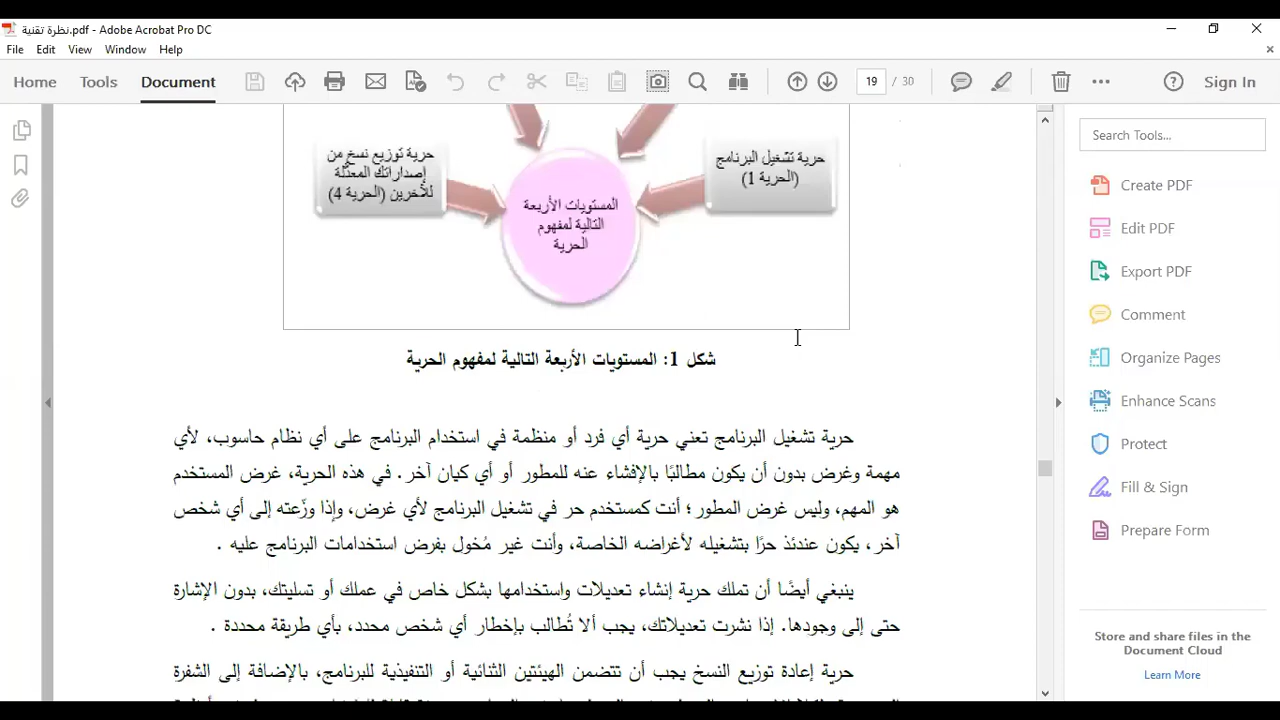 نظرة تقنية.pdf - Adobe Acrobat Pro DC
File Edit View Window Help
Home Tools Document 19 / 30 Sign In
Search Tools...
Create PDF
Edit PDF
Export PDF
Comment
Organize Pages
Enhance Scans
Protect
Fill & Sign
Prepare Form
Store and share files in the
Document Cloud
Learn More
حرية تشغيل البرنامج
(الحرية 1)
حرية توزيع نسخ من
إصداراتك المعدّلة
للآخرين (الحرية 4)
المستويات الأربعة
التالية لمفهوم
الحرية
شكل 1: المستويات الأربعة التالية لمفهوم الحرية
حرية تشغيل البرنامج تعني حرية أي فرد أو منظمة في استخدام البرنامج على أي نظام حاسوب، لأي
مهمة وغرض بدون أن يكون مطالبًا بالإفشاء عنه للمطور أو أي كيان آخر. في هذه الحرية، غرض المستخدم
هو المهم، وليس غرض المطور؛ أنت كمستخدم حر في تشغيل البرنامج لأي غرض، وإذا وزّعته إلى أي شخص
آخر، يكون عندئذ حرًا بتشغيله لأغراضه الخاصة، وأنت غير مُخول بفرض استخدامات البرنامج عليه .
ينبغي أيضًا أن تملك حرية إنشاء تعديلات واستخدامها بشكل خاص في عملك أو تسليتك، بدون الإشارة
حتى إلى وجودها. إذا نشرت تعديلاتك، يجب ألا تُطالب بإخطار أي شخص محدد، بأي طريقة محددة .
حرية إعادة توزيع النسخ يجب أن تتضمن الهيئتين الثنائية أو التنفيذية للبرنامج، بالإضافة إلى الشفرة